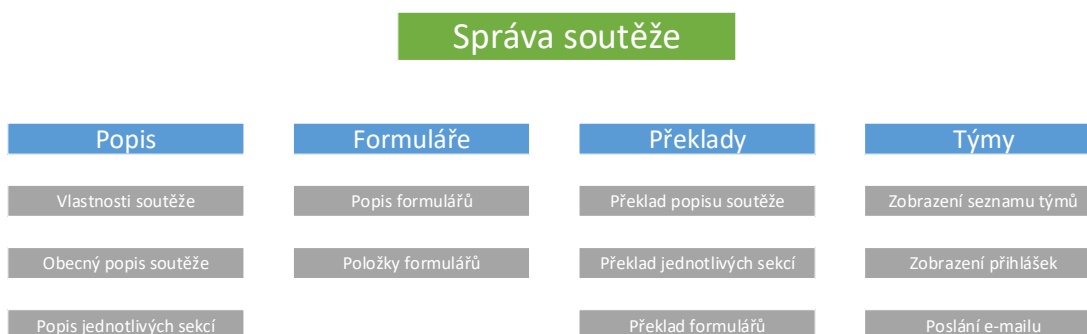 Správa soutěže
Popis
Formuláře
Překlady
Týmy
Vlastnosti soutěže
Popis formulářů
Překlad popisu soutěže
Zobrazení seznamu týmů
Obecný popis soutěže
Položky formulářů
Překlad jednotlivých sekcí
Zobrazení přihlášek
Popis jednotlivých sekcí
Překlad formulářů
Poslání e-mailu